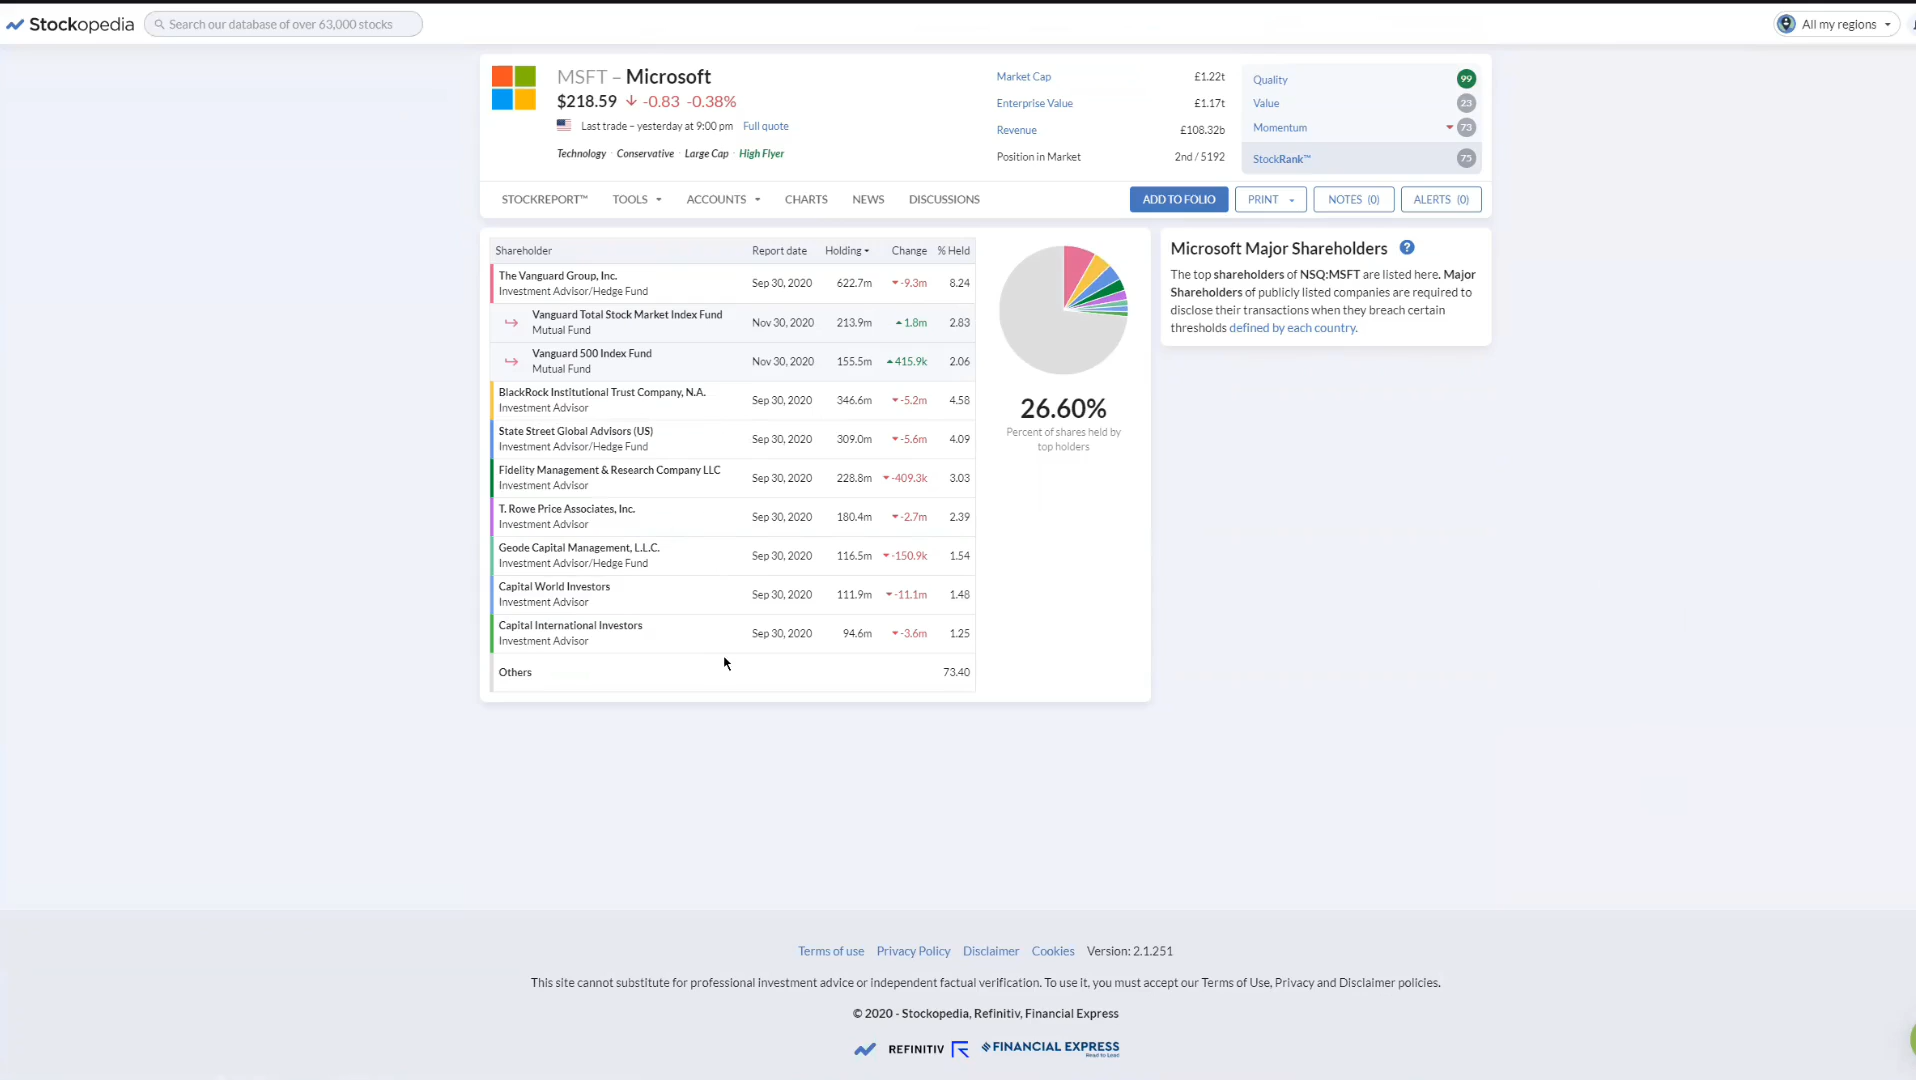 Stockopedia
Search our database of over 63,000 stocks
All my regions
MSFT – Microsoft
$218.59 -0.83 -0.38%
Last trade – yesterday at 9:00 pm Full quote
Technology · Conservative · Large Cap · High Flyer
Market Cap £1.22t
Enterprise Value £1.17t
Revenue £108.32b
Position in Market 2nd / 5192
Quality 99
Value 23
Momentum 73
StockRank™ 75
STOCKREPORT™ TOOLS ACCOUNTS CHARTS NEWS DISCUSSIONS
ADD TO FOLIO PRINT NOTES (0) ALERTS (0)
Shareholder Report date Holding Change % Held
The Vanguard Group, Inc.
Investment Advisor/Hedge Fund
Sep 30, 2020 622.7m -9.3m 8.24
Vanguard Total Stock Market Index Fund
Mutual Fund
Nov 30, 2020 213.9m 1.8m 2.83
Vanguard 500 Index Fund
Mutual Fund
Nov 30, 2020 155.5m 415.9k 2.06
BlackRock Institutional Trust Company, N.A.
Investment Advisor
Sep 30, 2020 346.6m -5.2m 4.58
State Street Global Advisors (US)
Investment Advisor/Hedge Fund
Sep 30, 2020 309.0m -5.6m 4.09
Fidelity Management & Research Company LLC
Investment Advisor
Sep 30, 2020 228.8m -409.3k 3.03
T. Rowe Price Associates, Inc.
Investment Advisor
Sep 30, 2020 180.4m -2.7m 2.39
Geode Capital Management, L.L.C.
Investment Advisor/Hedge Fund
Sep 30, 2020 116.5m -150.9k 1.54
Capital World Investors
Investment Advisor
Sep 30, 2020 111.9m -11.1m 1.48
Capital International Investors
Investment Advisor
Sep 30, 2020 94.6m -3.6m 1.25
Others 73.40
26.60%
Percent of shares held by
top holders
Microsoft Major Shareholders ?
The top shareholders of NSQ:MSFT are listed here. Major
Shareholders of publicly listed companies are required to
disclose their transactions when they breach certain
thresholds defined by each country.
Terms of use Privacy Policy Disclaimer Cookies Version: 2.1.251
This site cannot substitute for professional investment advice or independent factual verification. To use it, you must accept our Terms of Use, Privacy and Disclaimer policies.
© 2020 - Stockopedia, Refinitiv, Financial Express
REFINITIV FINANCIAL EXPRESS
Read to Lead